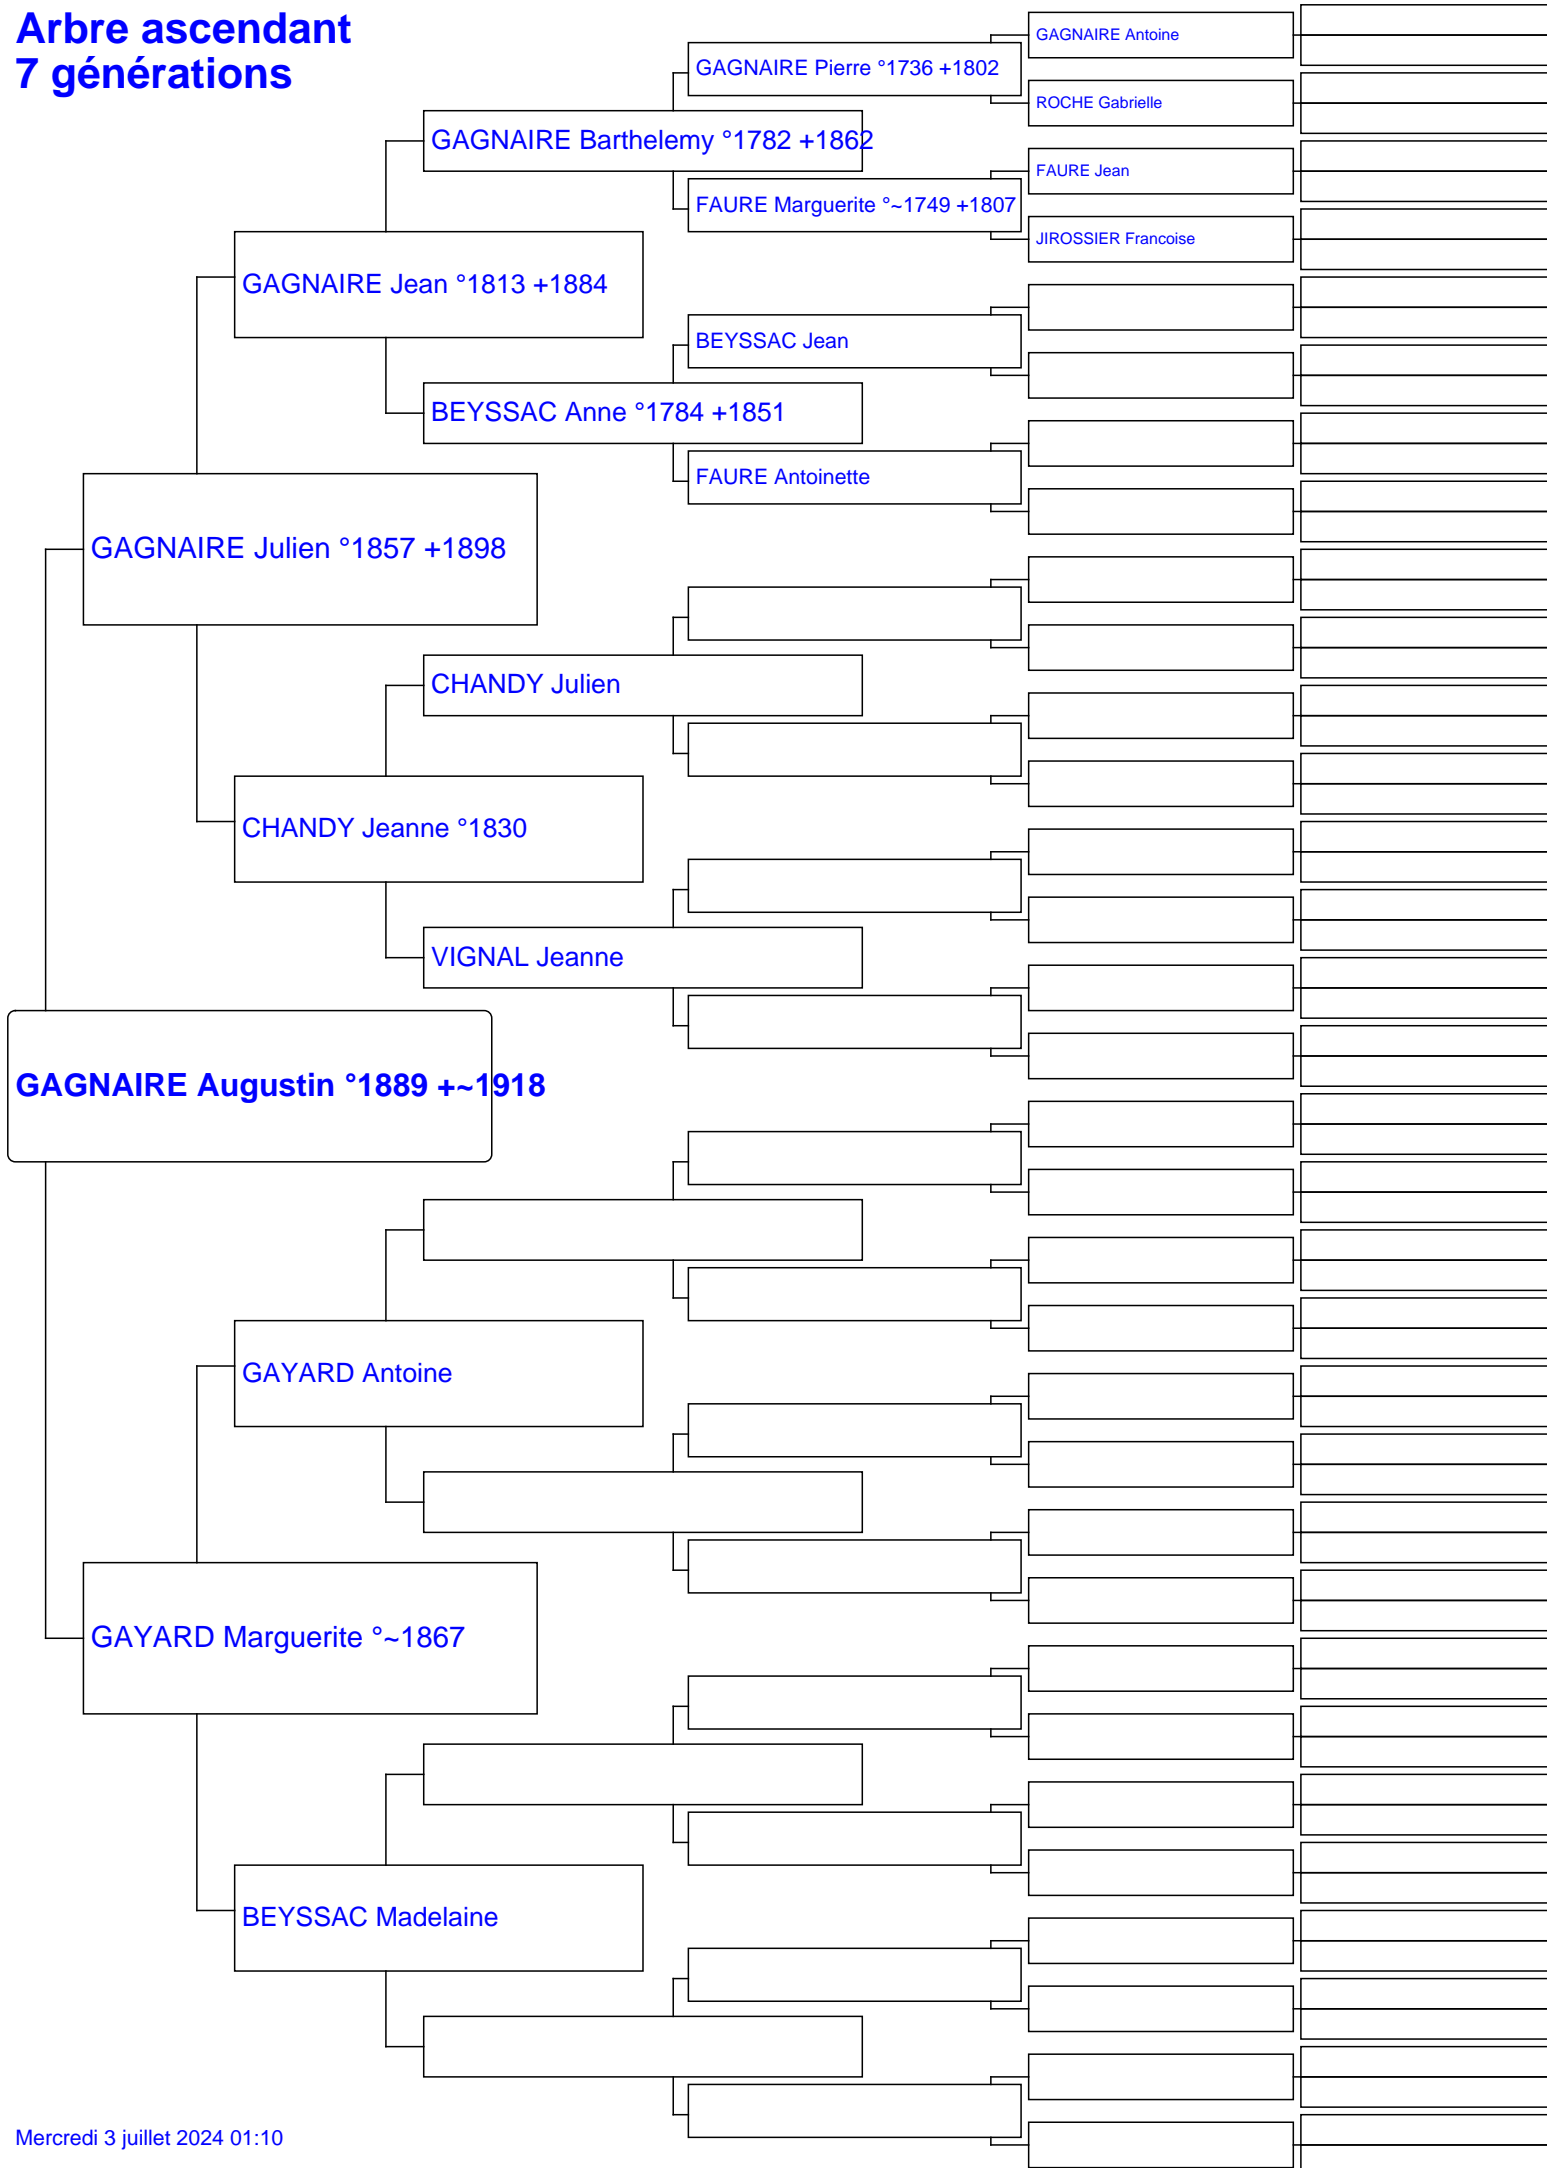 Arbre ascendant
7 générations
GAGNAIRE Antoine
GAGNAIRE Pierre °1736 +1802
ROCHE Gabrielle
GAGNAIRE Barthelemy °1782 +1862
FAURE Jean
FAURE Marguerite °~1749 +1807
JIROSSIER Francoise
GAGNAIRE Jean °1813 +1884
BEYSSAC Jean
BEYSSAC Anne °1784 +1851
FAURE Antoinette
GAGNAIRE Julien °1857 +1898
CHANDY Julien
CHANDY Jeanne °1830
VIGNAL Jeanne
GAGNAIRE Augustin °1889 +~1918
GAYARD Antoine
GAYARD Marguerite °~1867
BEYSSAC Madelaine
Mercredi 3 juillet 2024 01:10